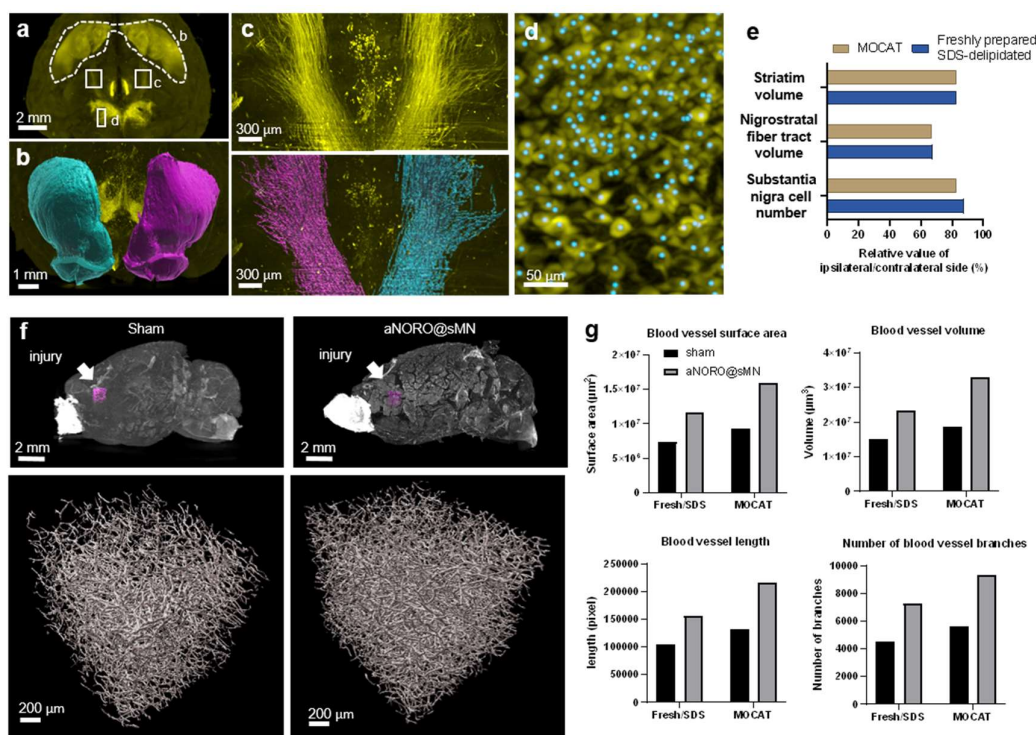 a
b
c
d
2 mm
b
1 mm
c
300 μm
300 μm
d
50 μm
e
MOCAT
Freshly prepared
SDS-delipidated
Striatim
volume
Nigrostratal
fiber tract
volume
Substantia
nigra cell
number
0 20 40 60 80 100
Relative value of
ipsilateral/contralateral side (%)
f
Sham
injury
2 mm
aNORO@sMN
injury
2 mm
200 μm
200 μm
g
Blood vessel surface area
sham
aNORO@sMN
Surface area (μm²)
2×10⁷
2×10⁷
1×10⁷
5×10⁶
0
Fresh/SDS MOCAT
Blood vessel volume
Volume (μm³)
4×10⁷
3×10⁷
2×10⁷
1×10⁷
0
Fresh/SDS MOCAT
Blood vessel length
length (pixel)
250000
200000
150000
100000
50000
0
Fresh/SDS MOCAT
Number of blood vessel branches
Number of branches
10000
8000
6000
4000
2000
0
Fresh/SDS MOCAT